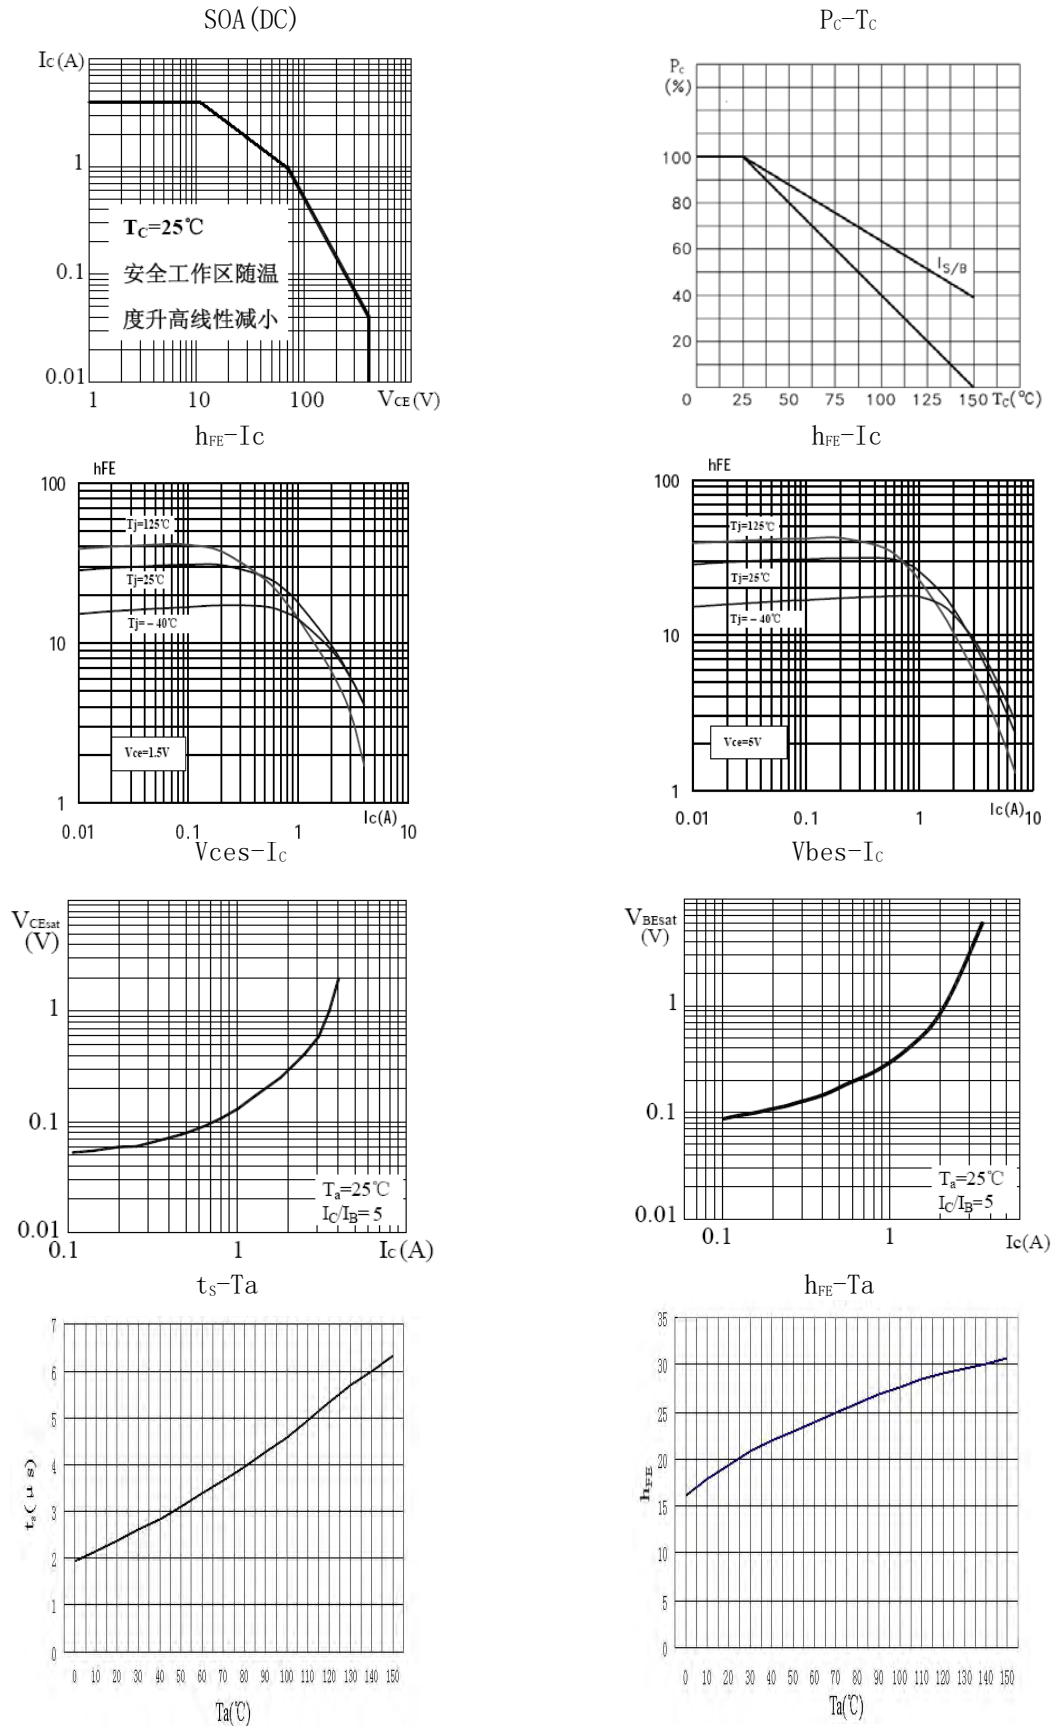 SOA(DC)
Pc-Tc
Ic(A)
1
0.1
0.01
Tc=25℃
安全工作区随温
度升高线性减小
1 10 100 VCE(V)
Pc
(%)
100
80
60
40
20
IS/B
0 25 50 75 100 125 150 Tc(℃)
hFE-Ic
hFE
100
10
1
Tj=125℃
Tj=25℃
Tj=-40℃
Vce=1.5V
Ic(A)
0.01 0.1 1 10
hFE-Ic
hFE
100
10
1
Tj=125℃
Tj=25℃
Tj=-40℃
Vce=5V
Ic(A)
0.01 0.1 1 10
Vces-Ic
VCEsat
(V)
1
0.1
0.01
Ta=25℃
IC/IB=5
0.1 1 Ic(A)
Vbes-Ic
VBEsat
(V)
1
0.1
0.01
Ta=25℃
IC/IB=5
0.1 1 Ic(A)
tS-Ta
7
6
5
4
3
2
1
0
ts(μs)
0 10 20 30 40 50 60 70 80 90 100 110 120 130 140 150
Ta(℃)
hFE-Ta
35
30
25
20
15
10
5
0
hFE
0 10 20 30 40 50 60 70 80 90 100 110 120 130 140 150
Ta(℃)